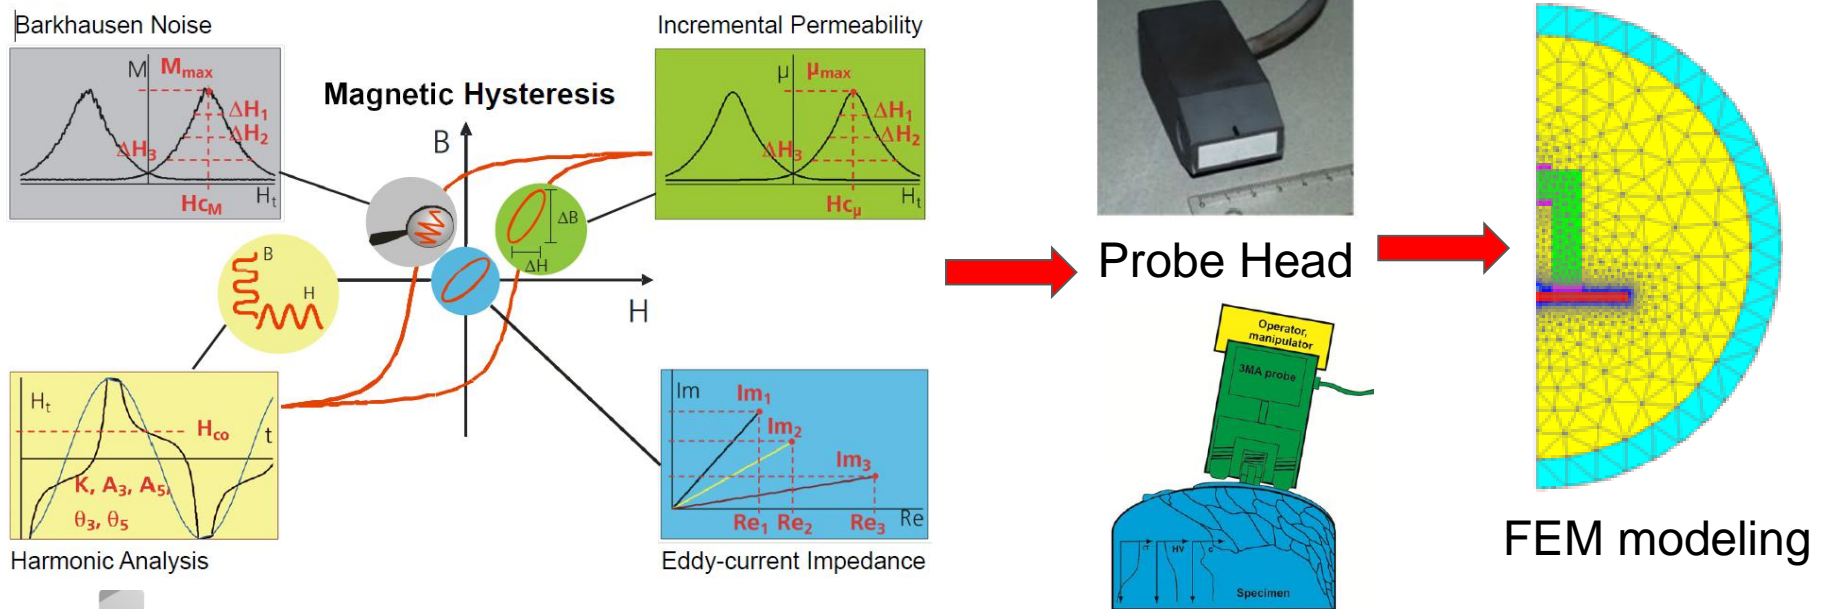 Barkhausen Noise
M
Mmax
ΔH1
ΔH2
ΔH3
Ht
HcM
Magnetic Hysteresis
B
H
ΔB
ΔH
B
H
Incremental Permeability
μ
μmax
ΔH1
ΔH2
ΔH3
Ht
Hcμ
Ht
Hco
t
K, A3, A5,
θ3, θ5
Harmonic Analysis
Im
Im1
Im2
Im3
Re1 Re2 Re3 Re
Eddy-current Impedance
Probe Head
Operator,
manipulator
3MA probe
σ HV c
Specimen
FEM modeling